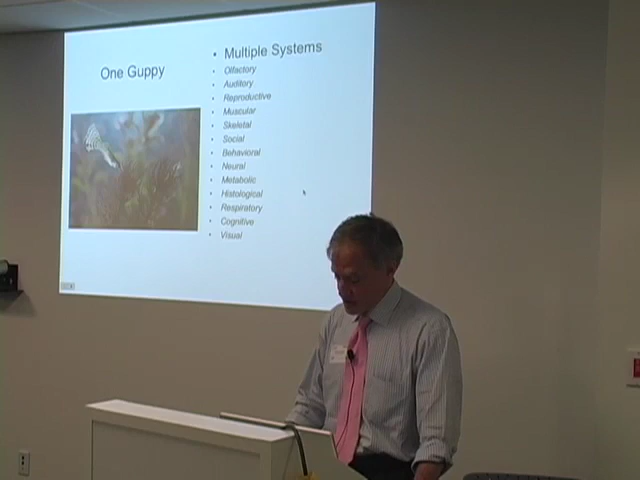 One Guppy
• Multiple Systems
• Olfactory
• Auditory
• Reproductive
• Muscular
• Skeletal
• Social
• Behavioral
• Neural
• Metabolic
• Histological
• Respiratory
• Cognitive
• Visual